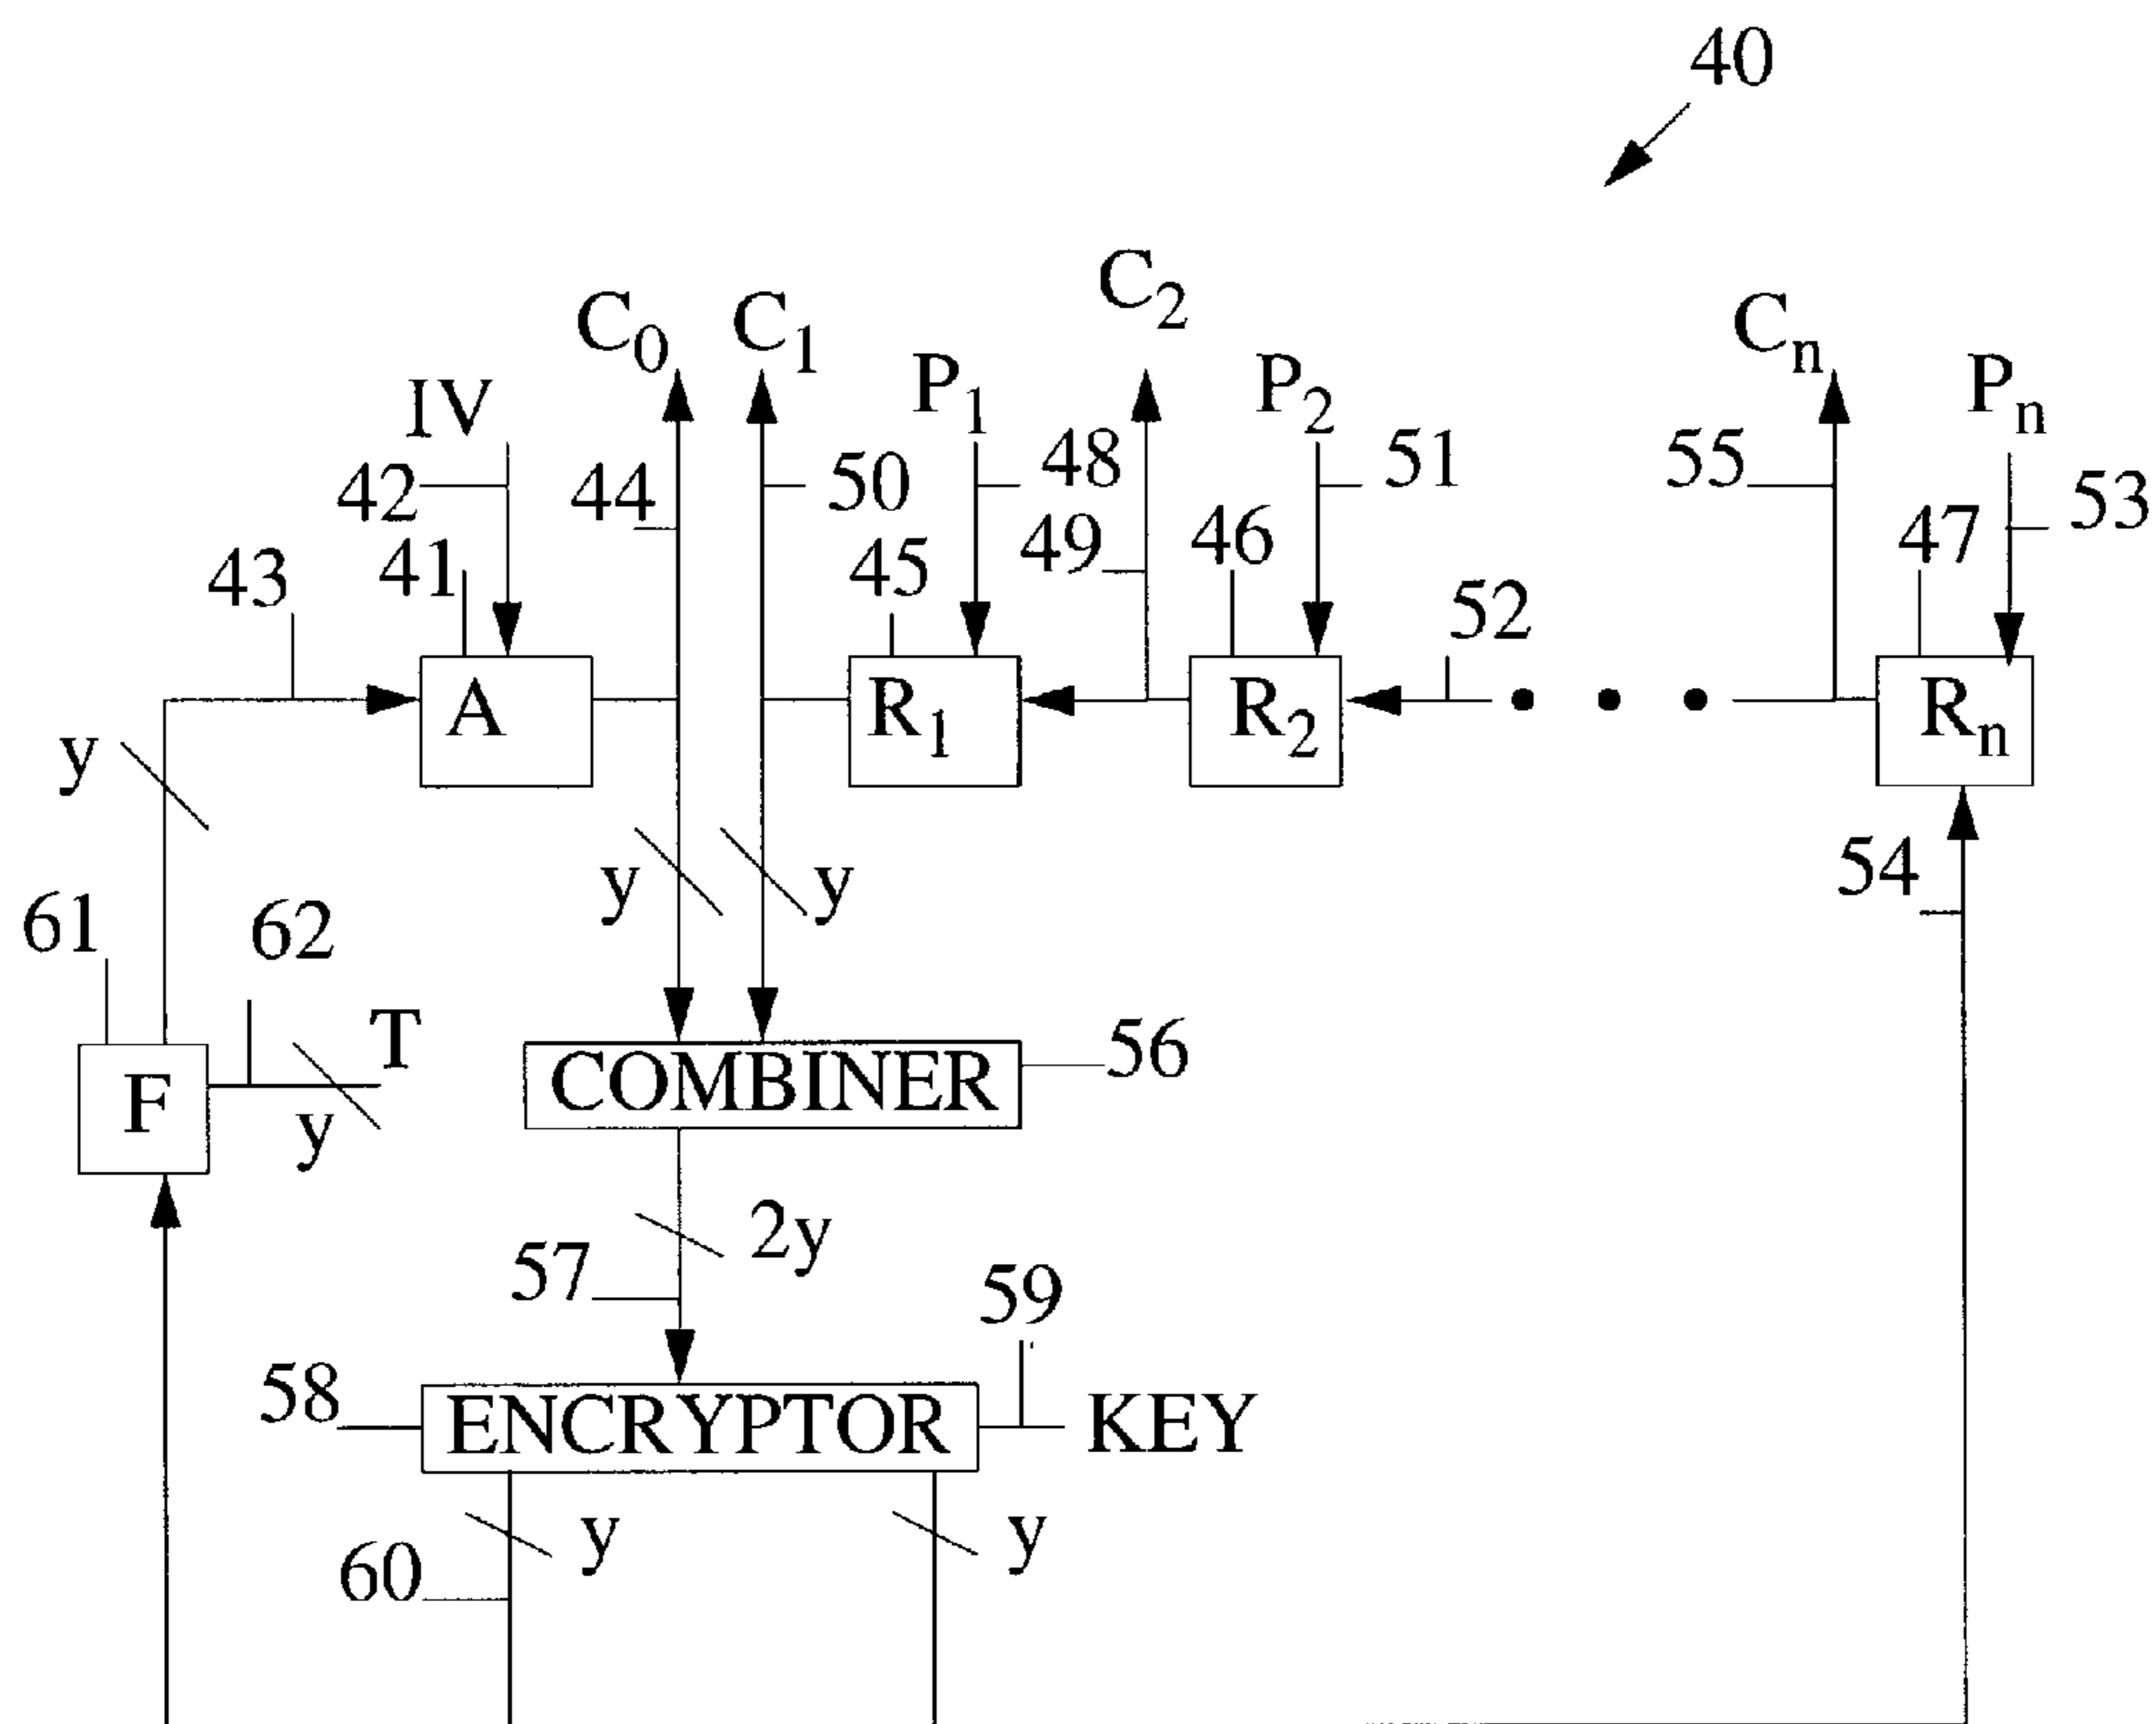 40
C2
C0 C1 Cn
IV P1 P2 Pn
42 44 50 48 51 55 53
43 41 45 49 46 52 47
A R1 R2 Rn
y
y y 54
61 62
F T y COMBINER 56
57 2y
59
58 ENCRYPTOR KEY
60 y y